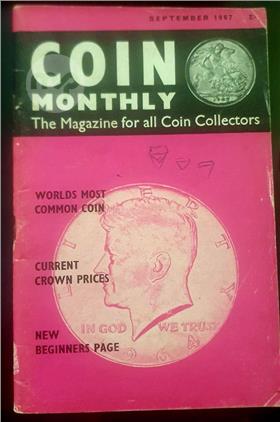 SEPTEMBER 1967
COIN
MONTHLY
The Magazine for all Coin Collectors
WORLDS MOST
COMMON COIN
LIBERTY
CURRENT
CROWN PRICES
IN GOD WE TRUST
NEW
BEGINNERS PAGE
1964